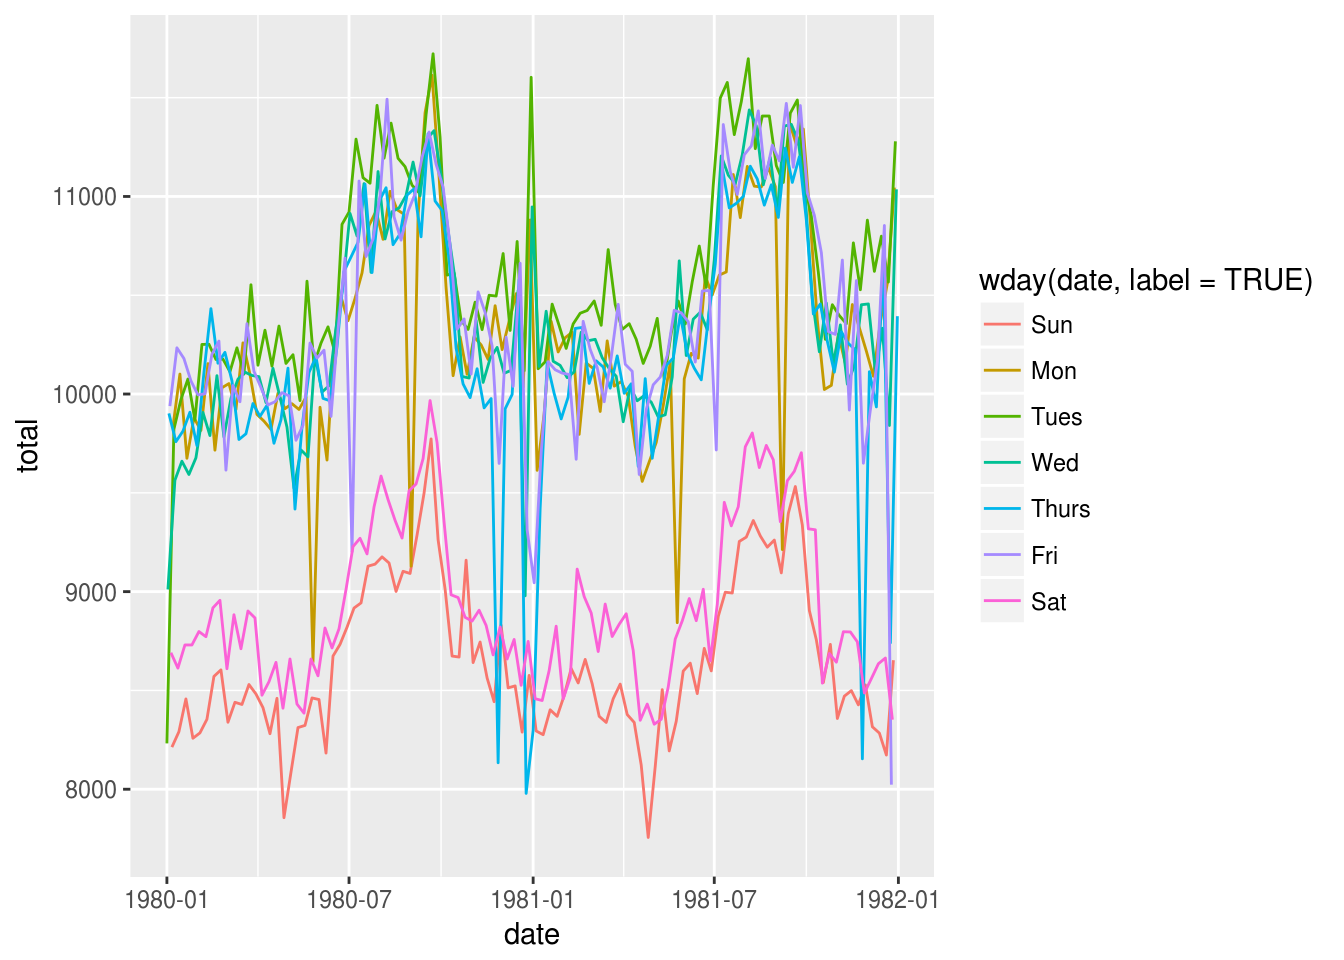 total
11000
10000
9000
8000
1980-01 1980-07 1981-01 1981-07 1982-01
date
wday(date, label = TRUE)
Sun
Mon
Tues
Wed
Thurs
Fri
Sat